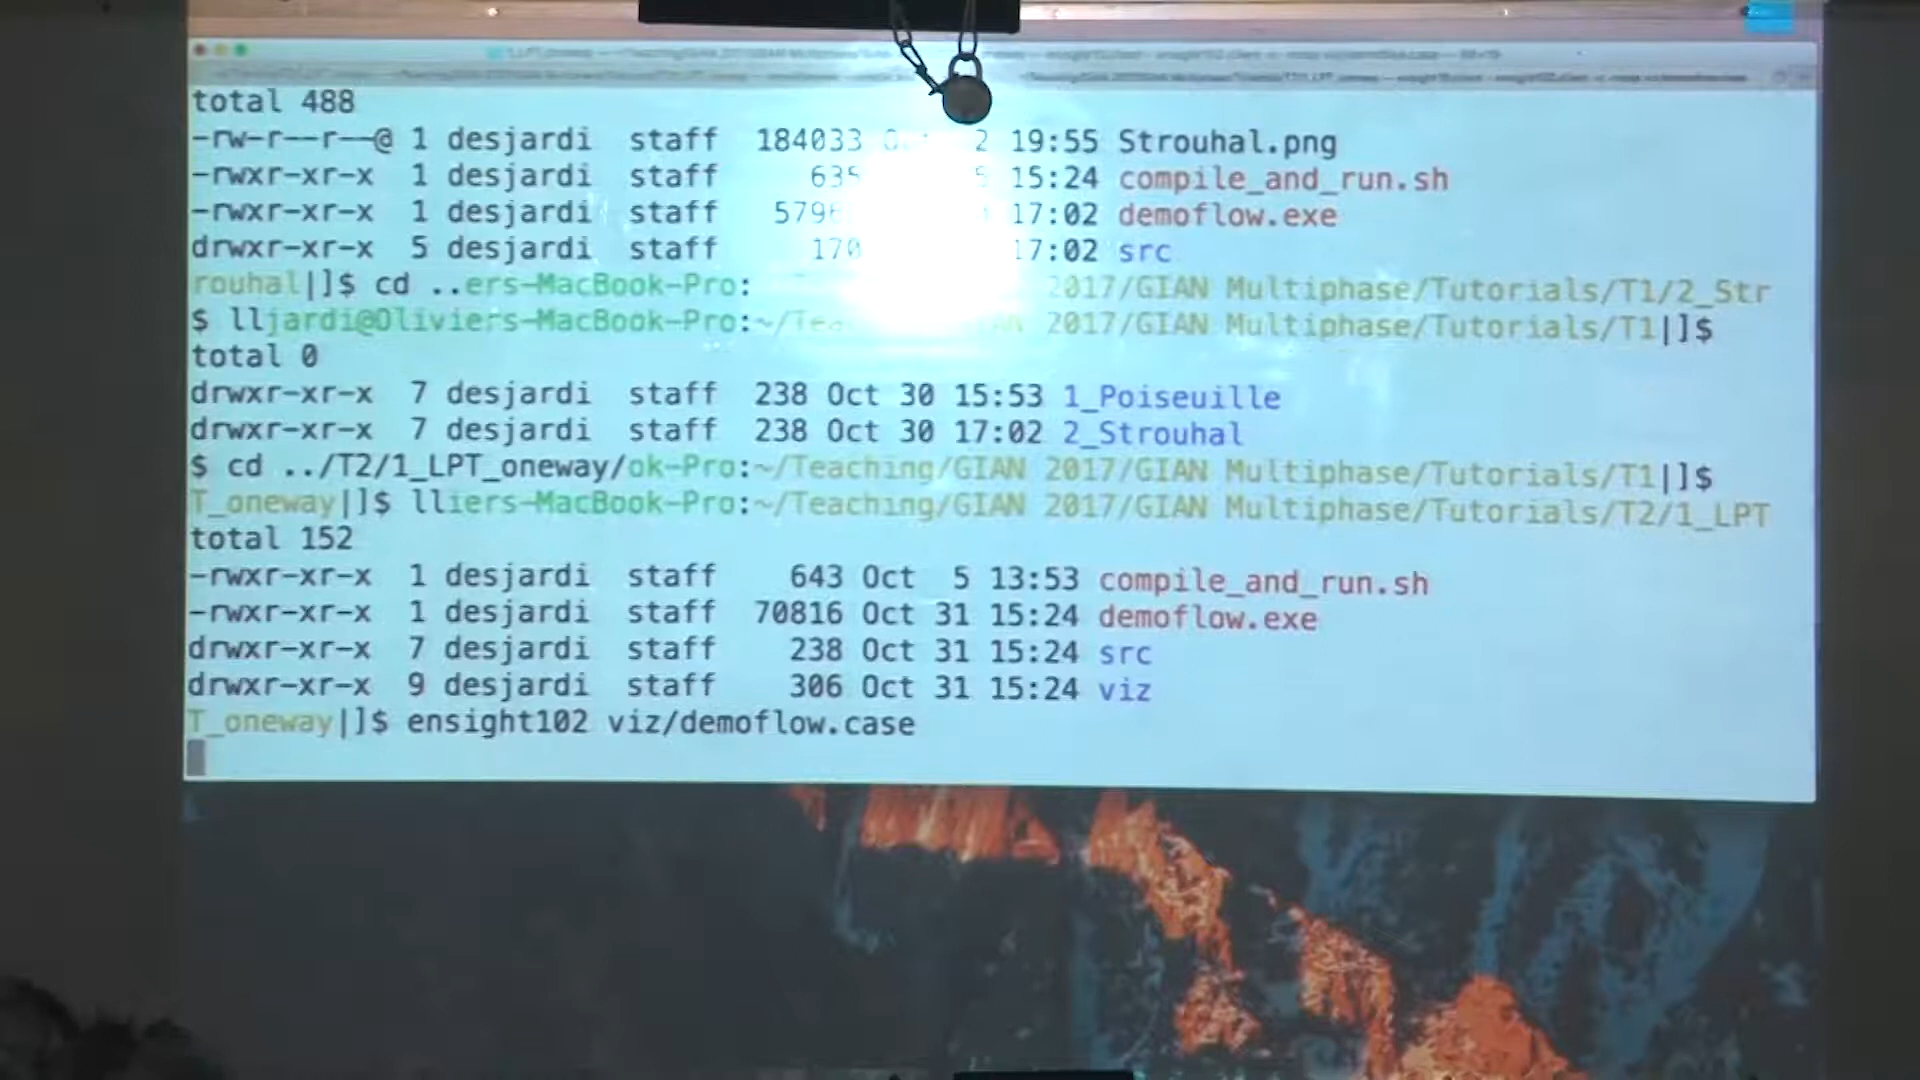 total 488
-rw-r--r--@ 1 desjardi staff 184033 2 19:55 Strouhal.png
-rwxr-xr-x 1 desjardi staff 15:24 compile_and_run.sh
-rwxr-xr-x 1 desjardi staff 17:02 demoflow.exe
drwxr-xr-x 5 desjardi staff 170 17:02 src
rouhal|]$ cd ..ers-MacBook-Pro: 2017/GIAN Multiphase/Tutorials/T1/2_Str
$ lljardi@Oliviers-MacBook-Pro:~/Tea 2017/GIAN Multiphase/Tutorials/T1|]$
total 0
drwxr-xr-x 7 desjardi staff 238 Oct 30 15:53 1_Poiseuille
drwxr-xr-x 7 desjardi staff 238 Oct 30 17:02 2_Strouhal
$ cd ../T2/1_LPT_oneway/ok-Pro:~/Teaching/GIAN 2017/GIAN Multiphase/Tutorials/T1|]$
T_oneway|]$ lliers-MacBook-Pro:~/Teaching/GIAN 2017/GIAN Multiphase/Tutorials/T2/1_LPT
total 152
-rwxr-xr-x 1 desjardi staff 643 Oct 5 13:53 compile_and_run.sh
-rwxr-xr-x 1 desjardi staff 70816 Oct 31 15:24 demoflow.exe
drwxr-xr-x 7 desjardi staff 238 Oct 31 15:24 src
drwxr-xr-x 9 desjardi staff 306 Oct 31 15:24 viz
T_oneway|]$ ensight102 viz/demoflow.case